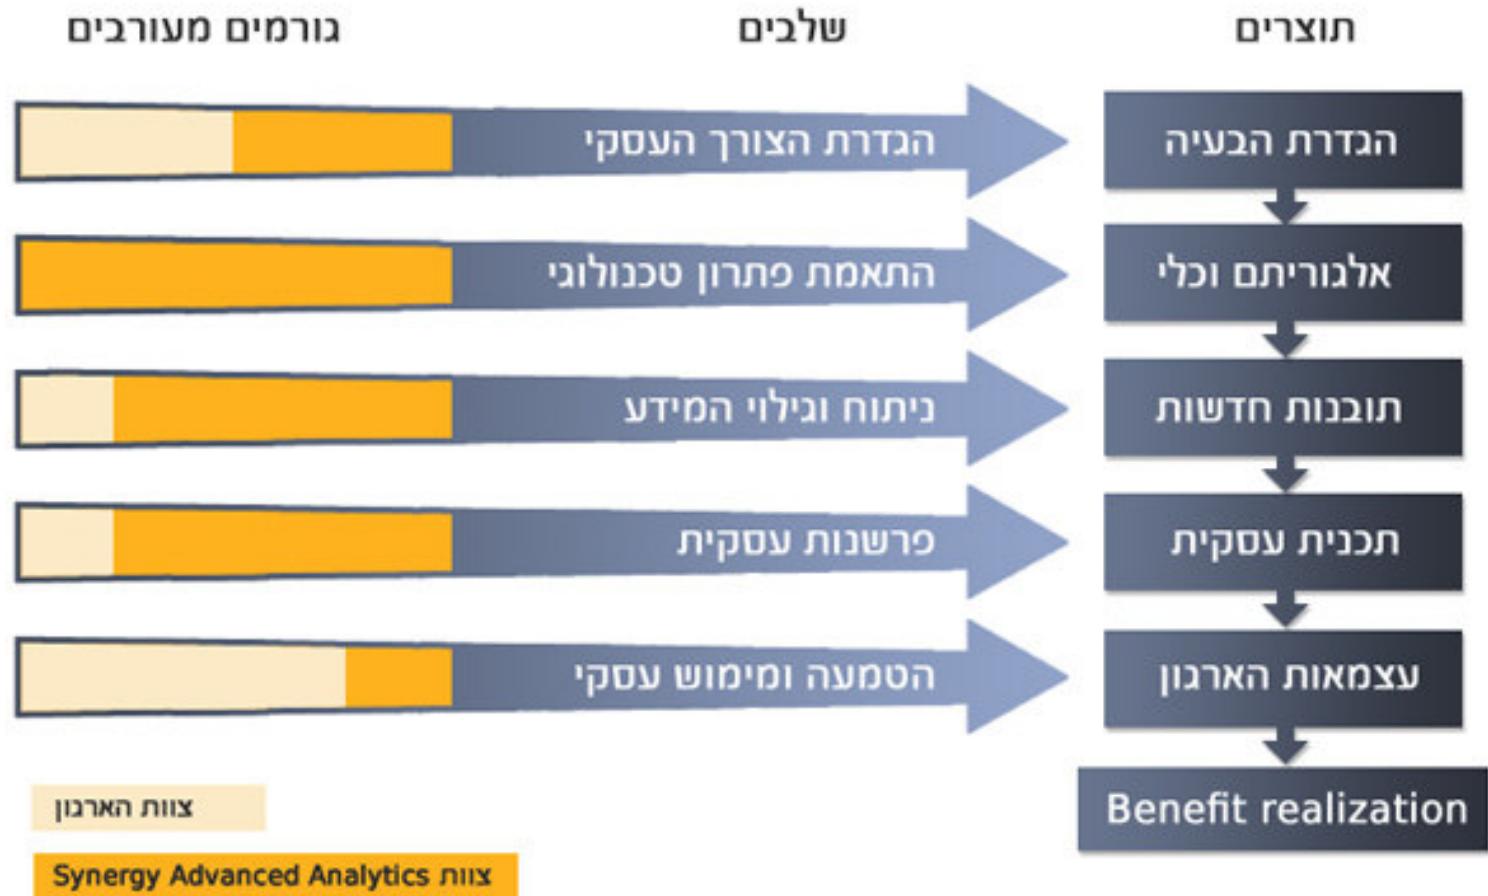 תוצרים
שלבים
גורמים מעורבים
הגדרת הבעיה
הגדרת הצורך העסקי
אלגוריתם וכלי
התאמת פתרון טכנולוגי
תובנות חדשות
ניתוח וגילוי המידע
תכנית עסקית
פרשנות עסקית
עצמאות הארגון
הטמעה ומימוש עסקי
Benefit realization
צוות הארגון
צוות Synergy Advanced Analytics